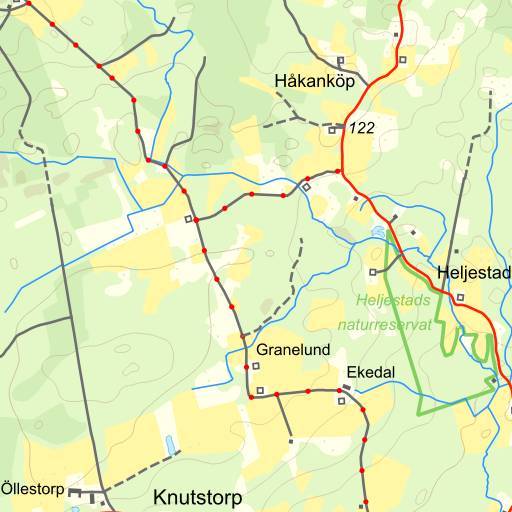 Håkanköp
122
Heljestad
Heljestads
naturreservat
Granelund
Ekedal
Öllestorp
Knutstorp